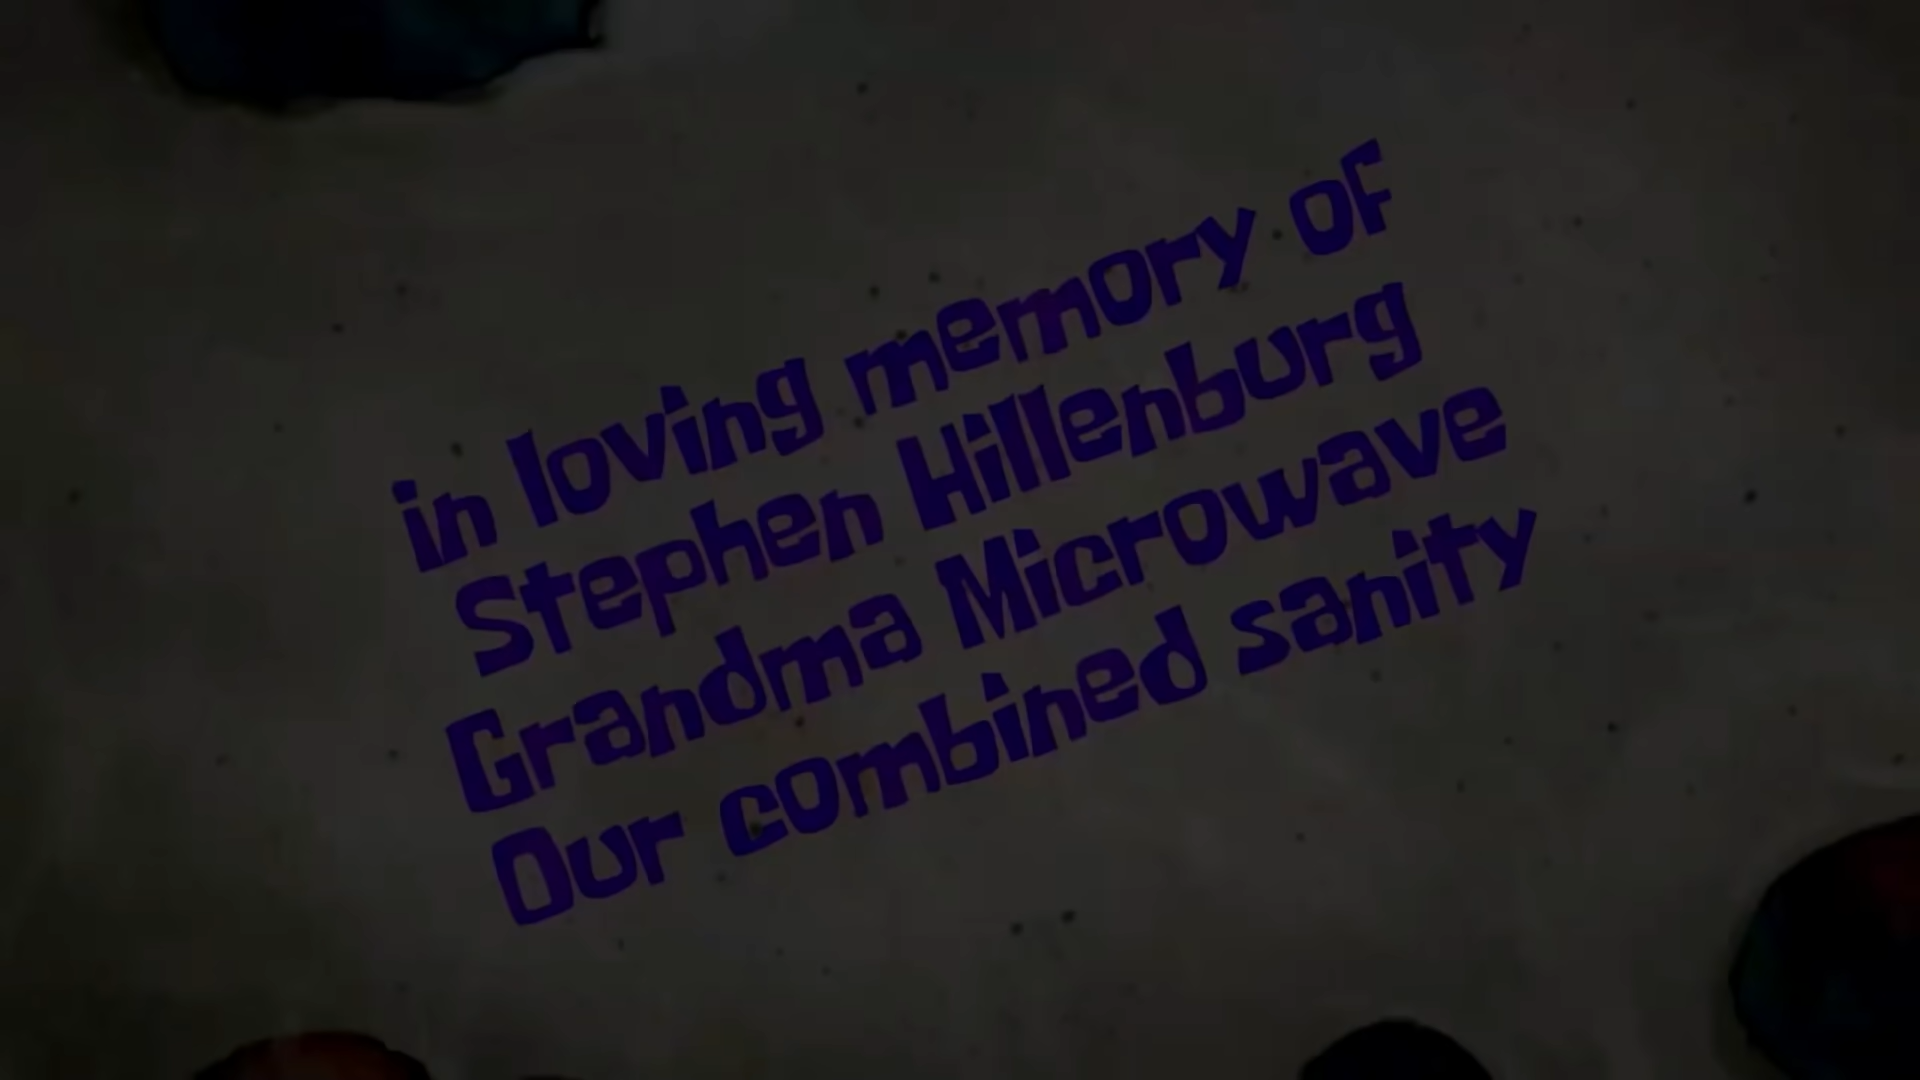 in loving memory of
Stephen Hillenburg
Grandma Microwave
Our combined sanity